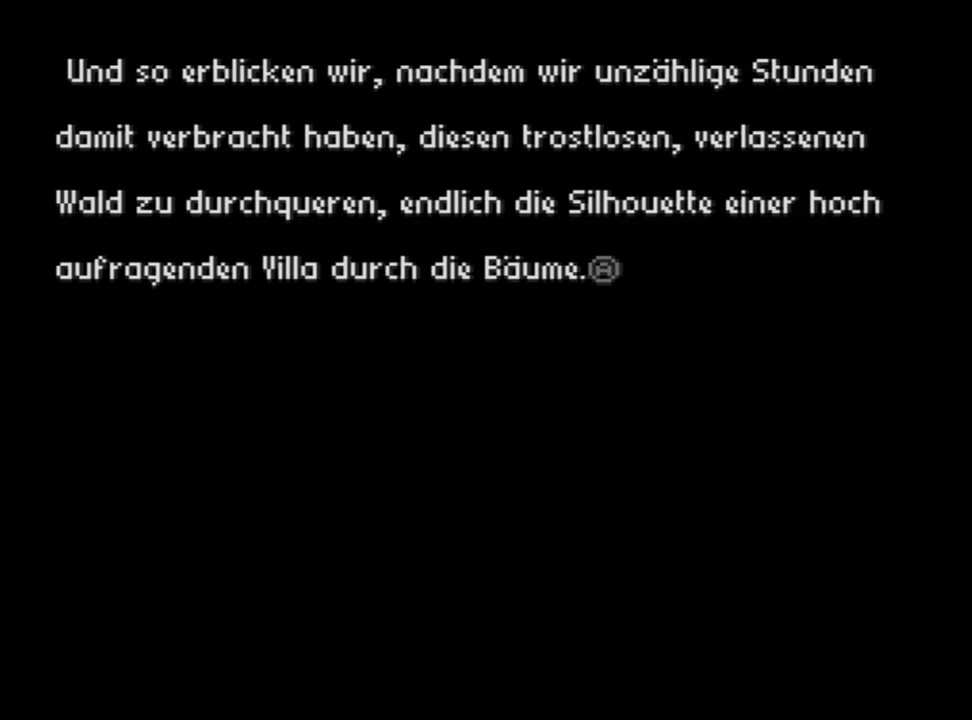 Und so erblicken wir, nachdem wir unzählige Stunden
damit verbracht haben, diesen trostlosen, verlassenen
Wald zu durchqueren, endlich die Silhouette einer hoch
aufragenden Villa durch die Bäume.